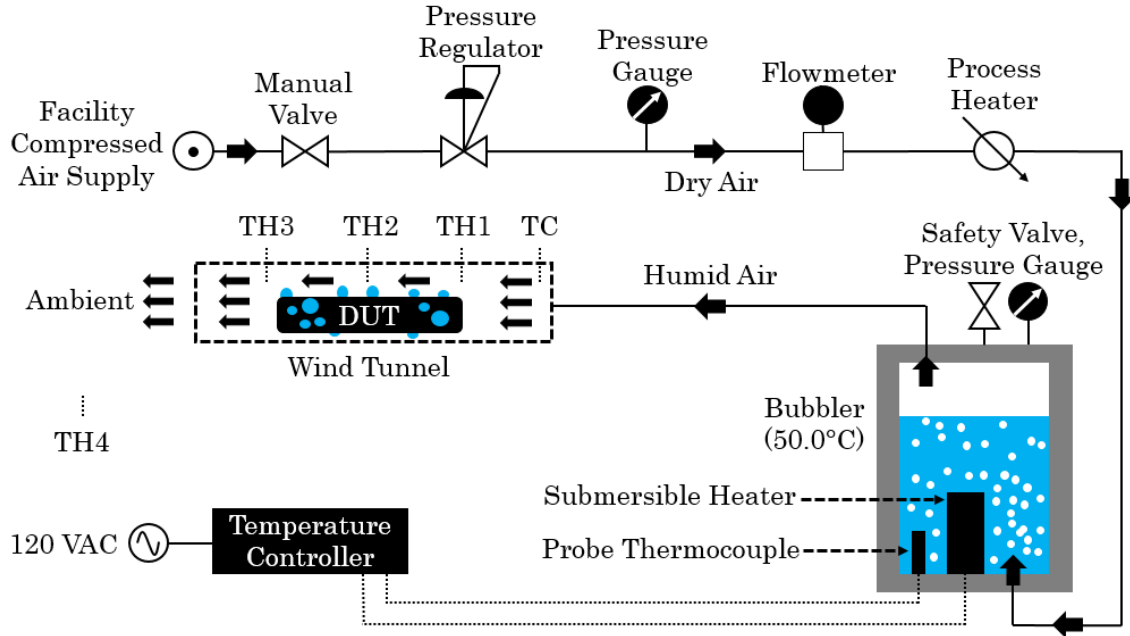 Pressure
Regulator
Pressure
Gauge
Flowmeter
Process
Heater
Manual
Valve
Facility
Compressed
Air Supply
Dry Air
TH3
TH2
TH1
TC
Safety Valve,
Pressure Gauge
Humid Air
Ambient
DUT
Wind Tunnel
Bubbler
(50.0°C)
TH4
Submersible Heater
Probe Thermocouple
120 VAC
Temperature
Controller